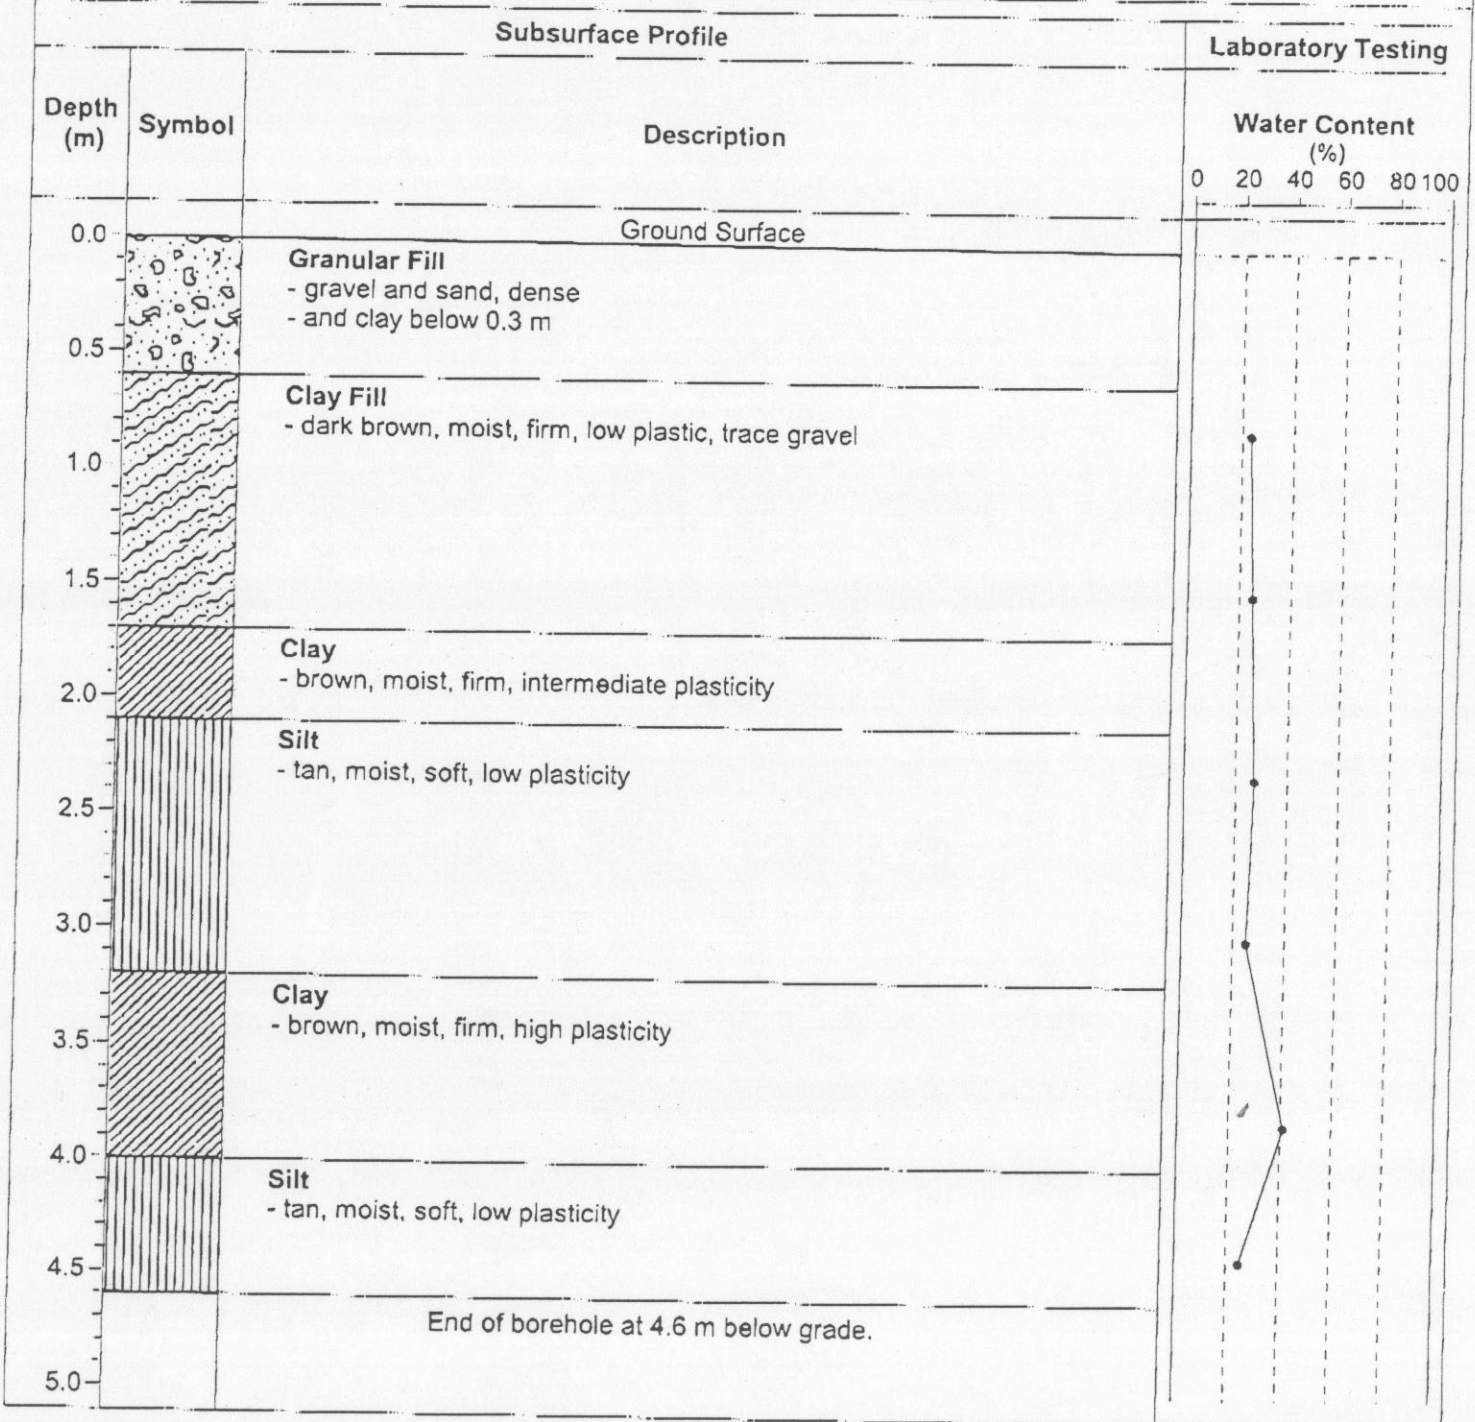 Subsurface Profile
Laboratory Testing
Depth
(m)
Symbol
Description
Water Content
(%)
0 20 40 60 80 100
0.0
Ground Surface
Granular Fill
- gravel and sand, dense
- and clay below 0.3 m
0.5
Clay Fill
- dark brown, moist, firm, low plastic, trace gravel
1.0
1.5
Clay
- brown, moist, firm, intermediate plasticity
2.0
Silt
- tan, moist, soft, low plasticity
2.5
3.0
Clay
- brown, moist, firm, high plasticity
3.5
4.0
Silt
- tan, moist, soft, low plasticity
4.5
End of borehole at 4.6 m below grade.
5.0